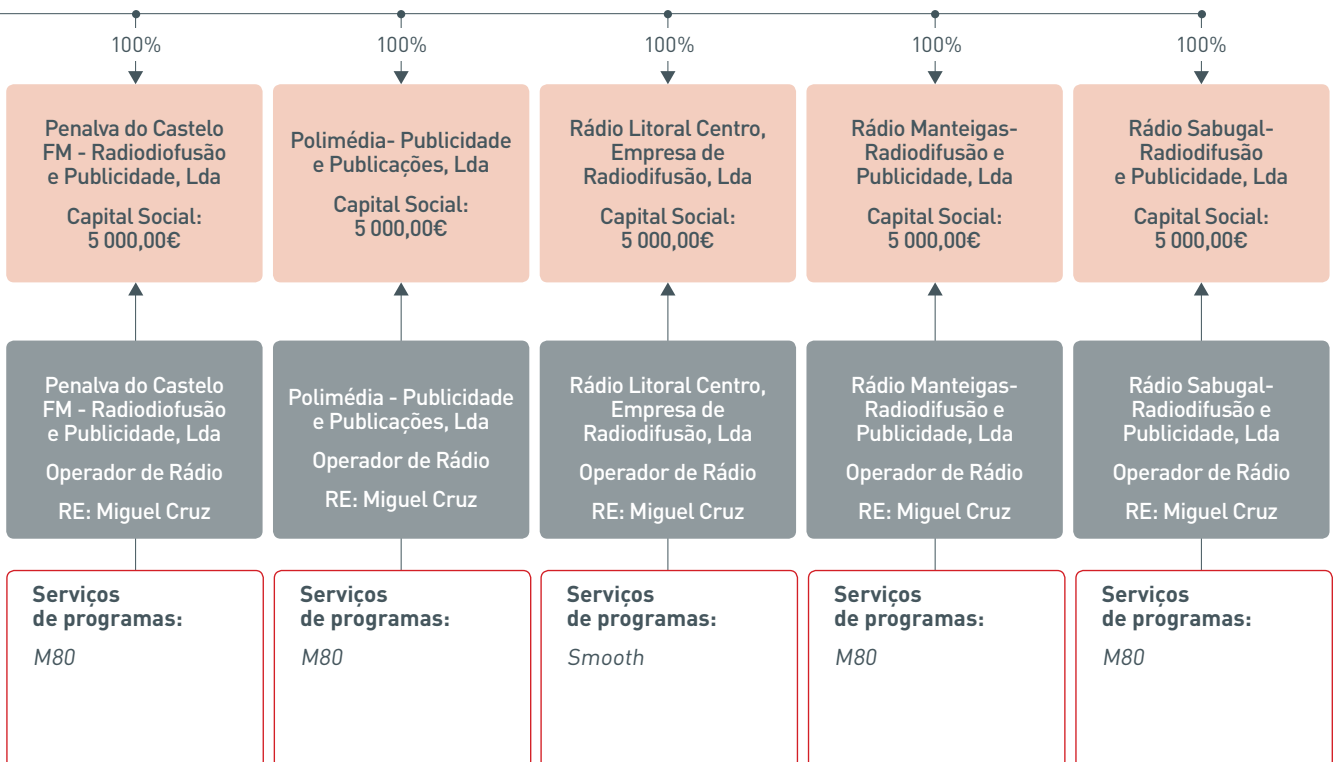 100%
100%
100%
100%
100%
Penalva do Castelo
FM - Radiodiofusão
e Publicidade, Lda
Capital Social:
5 000,00€
Polimédia- Publicidade
e Publicações, Lda
Capital Social:
5 000,00€
Rádio Litoral Centro,
Empresa de
Radiodifusão, Lda
Capital Social:
5 000,00€
Rádio Manteigas-
Radiodifusão e
Publicidade, Lda
Capital Social:
5 000,00€
Rádio Sabugal-
Radiodifusão
e Publicidade, Lda
Capital Social:
5 000,00€
Penalva do Castelo
FM - Radiodiofusão
e Publicidade, Lda
Operador de Rádio
RE: Miguel Cruz
Polimédia - Publicidade
e Publicações, Lda
Operador de Rádio
RE: Miguel Cruz
Rádio Litoral Centro,
Empresa de
Radiodifusão, Lda
Operador de Rádio
RE: Miguel Cruz
Rádio Manteigas-
Radiodifusão e
Publicidade, Lda
Operador de Rádio
RE: Miguel Cruz
Rádio Sabugal-
Radiodifusão e
Publicidade, Lda
Operador de Rádio
RE: Miguel Cruz
Serviços
de programas:
M80
Serviços
de programas:
M80
Serviços
de programas:
Smooth
Serviços
de programas:
M80
Serviços
de programas:
M80